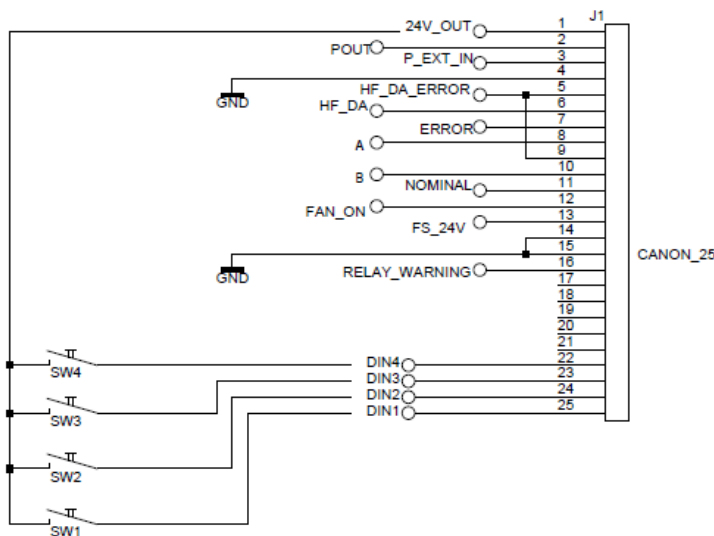 J1
24V_OUT 1
POUT 2
P_EXT_IN 3
4
HF_DA_ERROR 5
GND
HF_DA 6
ERROR 7
A 8
9
B 10
NOMINAL 11
FAN_ON 12
FS_24V 13
14
15 CANON_25
GND
RELAY_WARNING 16
17
18
19
20
21
DIN4 22
SW4
DIN3 23
DIN2 24
DIN1 25
SW3
SW2
SW1